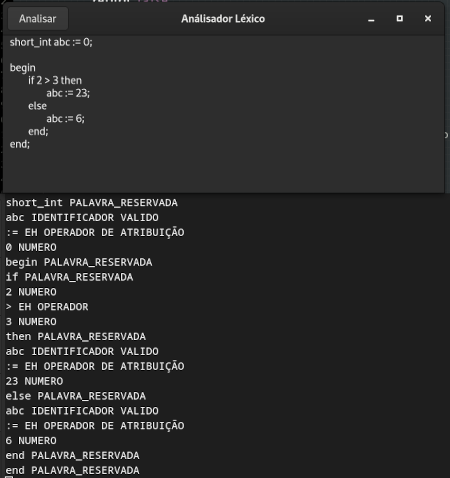 Analisar
Análisador Léxico
short_int abc := 0;
begin
if 2 > 3 then
abc := 23;
else
abc := 6;
end;
end;
short_int PALAVRA_RESERVADA
abc IDENTIFICADOR VALIDO
:= EH OPERADOR DE ATRIBUIÇÃO
0 NUMERO
begin PALAVRA_RESERVADA
if PALAVRA_RESERVADA
2 NUMERO
> EH OPERADOR
3 NUMERO
then PALAVRA_RESERVADA
abc IDENTIFICADOR VALIDO
:= EH OPERADOR DE ATRIBUIÇÃO
23 NUMERO
else PALAVRA_RESERVADA
abc IDENTIFICADOR VALIDO
:= EH OPERADOR DE ATRIBUIÇÃO
6 NUMERO
end PALAVRA_RESERVADA
end PALAVRA_RESERVADA